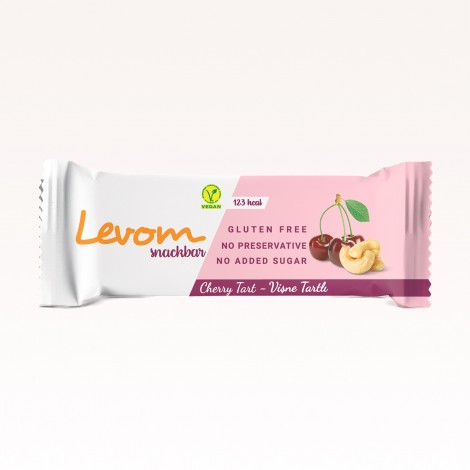 VEGAN
123 kcal
Levom
snackbar
GLUTEN FREE
NO PRESERVATIVE
NO ADDED SUGAR
Cherry Tart - Vişne Tartlı